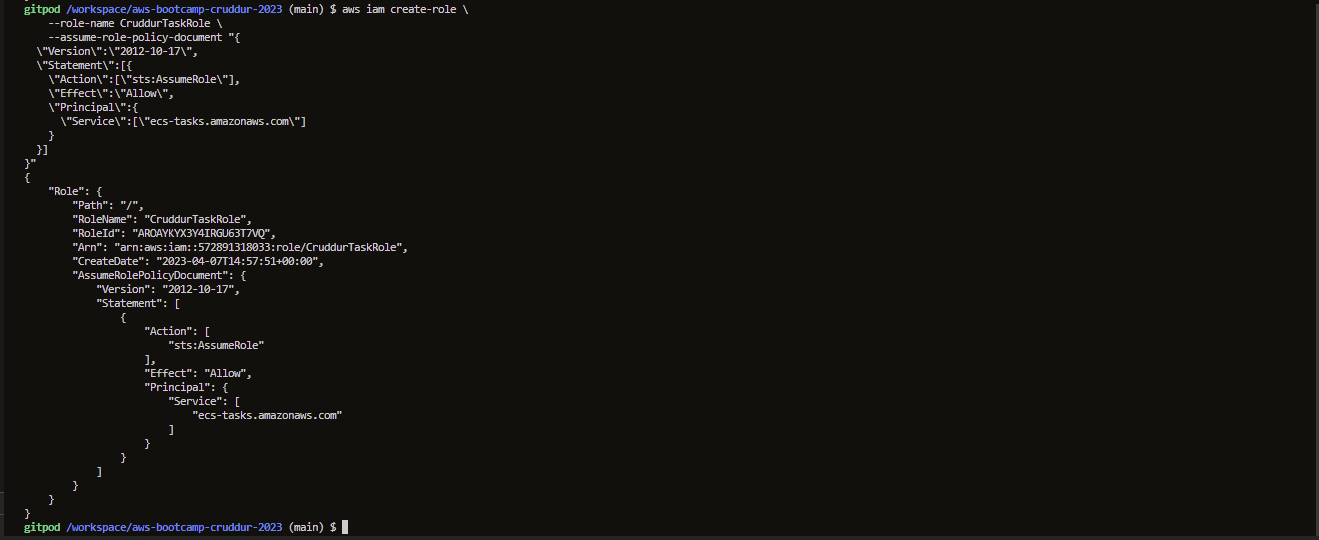 gitpod /workspace/aws-bootcamp-cruddur-2023 (main) $ aws iam create-role \
    --role-name CruddurTaskRole \
    --assume-role-policy-document "{
  \"Version\":\"2012-10-17\",
  \"Statement\":[{
    \"Action\":[\"sts:AssumeRole\"],
    \"Effect\":\"Allow\",
    \"Principal\":{
      \"Service\":[\"ecs-tasks.amazonaws.com\"]
    }
  }]
}"
{
    "Role": {
        "Path": "/",
        "RoleName": "CruddurTaskRole",
        "RoleId": "AROAYKYX3Y4IRGU63T7VQ",
        "Arn": "arn:aws:iam::572891318033:role/CruddurTaskRole",
        "CreateDate": "2023-04-07T14:57:51+00:00",
        "AssumeRolePolicyDocument": {
            "Version": "2012-10-17",
            "Statement": [
                {
                    "Action": [
                        "sts:AssumeRole"
                    ],
                    "Effect": "Allow",
                    "Principal": {
                        "Service": [
                            "ecs-tasks.amazonaws.com"
                        ]
                    }
                }
            ]
        }
    }
}
gitpod /workspace/aws-bootcamp-cruddur-2023 (main) $